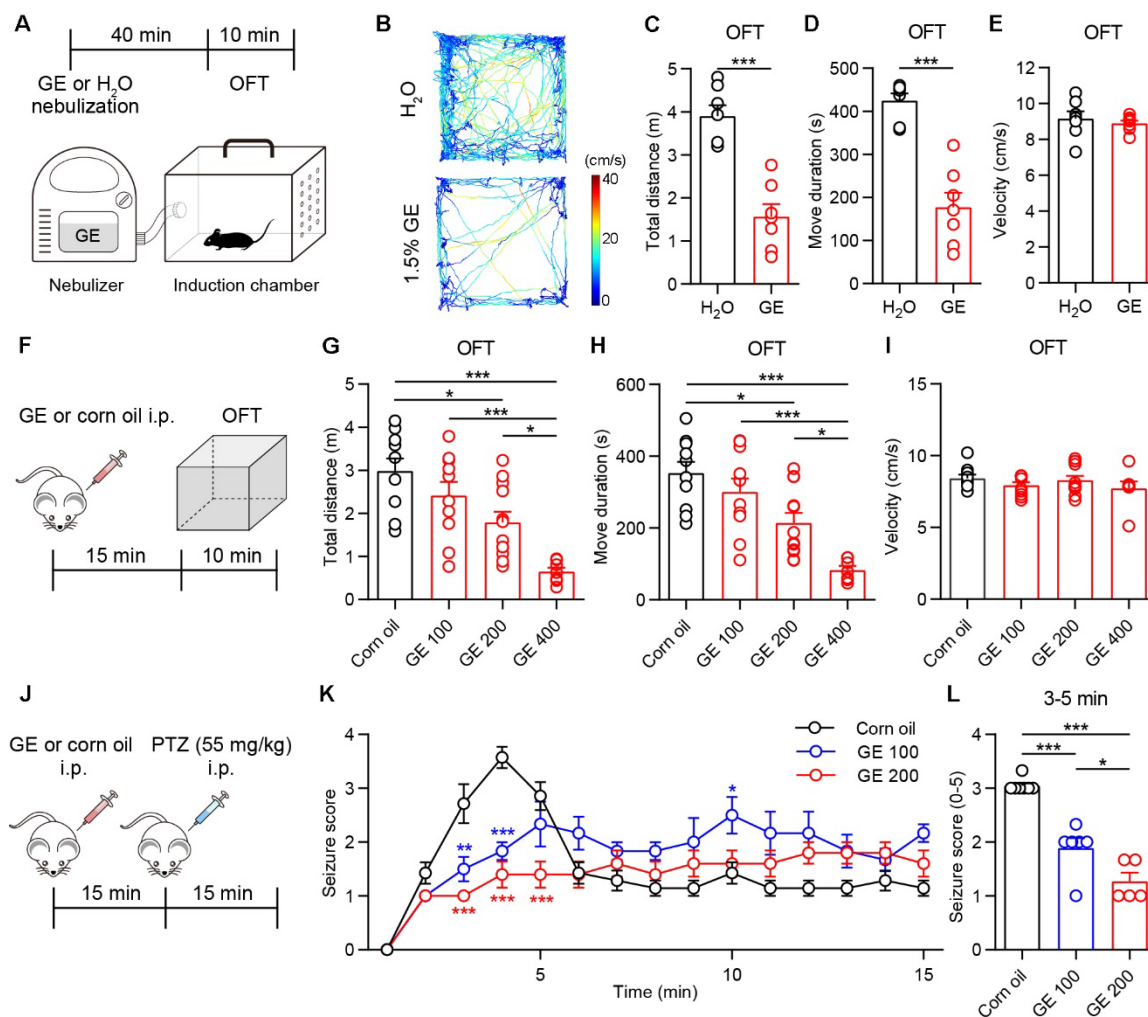 A
40 min
10 min
GE or H₂O
nebulization
OFT
GE
Nebulizer
Induction chamber
B
H₂O
1.5% GE
(cm/s)
40
20
0
C
OFT
***
Total distance (m)
5
4
3
2
1
0
H₂O
GE
D
OFT
***
Move duration (s)
500
400
300
200
100
0
H₂O
GE
E
OFT
Velocity (cm/s)
12
10
8
6
4
2
0
H₂O
GE
F
GE or corn oil i.p.
OFT
15 min
10 min
G
OFT
***
*
***
*
Total distance (m)
5
4
3
2
1
0
Corn oil
GE 100
GE 200
GE 400
H
OFT
***
*
***
*
Move duration (s)
600
400
200
0
Corn oil
GE 100
GE 200
GE 400
I
OFT
Velocity (cm/s)
15
10
5
0
Corn oil
GE 100
GE 200
GE 400
J
GE or corn oil
i.p.
PTZ (55 mg/kg)
i.p.
15 min
15 min
K
Corn oil
GE 100
GE 200
Seizure score
4
3
2
1
0
**
***
*
***
***
***
5
10
15
Time (min)
L
3-5 min
***
***
*
Seizure score (0-5)
4
3
2
1
0
Corn oil
GE 100
GE 200